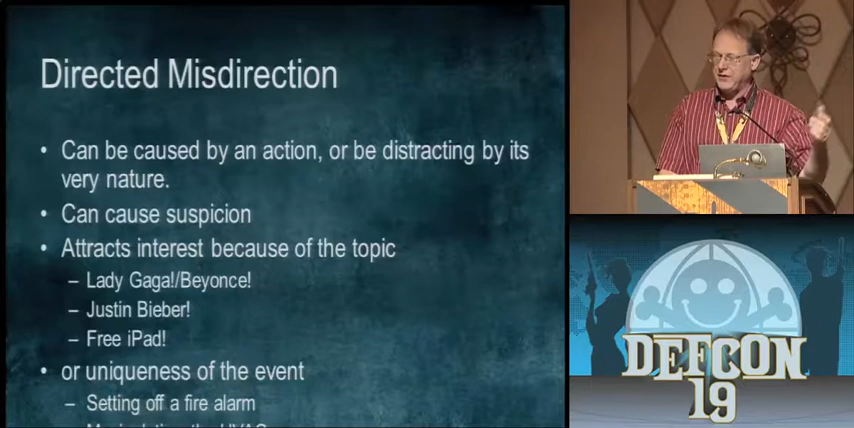 Directed Misdirection
• Can be caused by an action, or be distracting by its
very nature.
• Can cause suspicion
• Attracts interest because of the topic
– Lady Gaga!/Beyonce!
– Justin Bieber!
– Free iPad!
• or uniqueness of the event
– Setting off a fire alarm
DEFCON
19